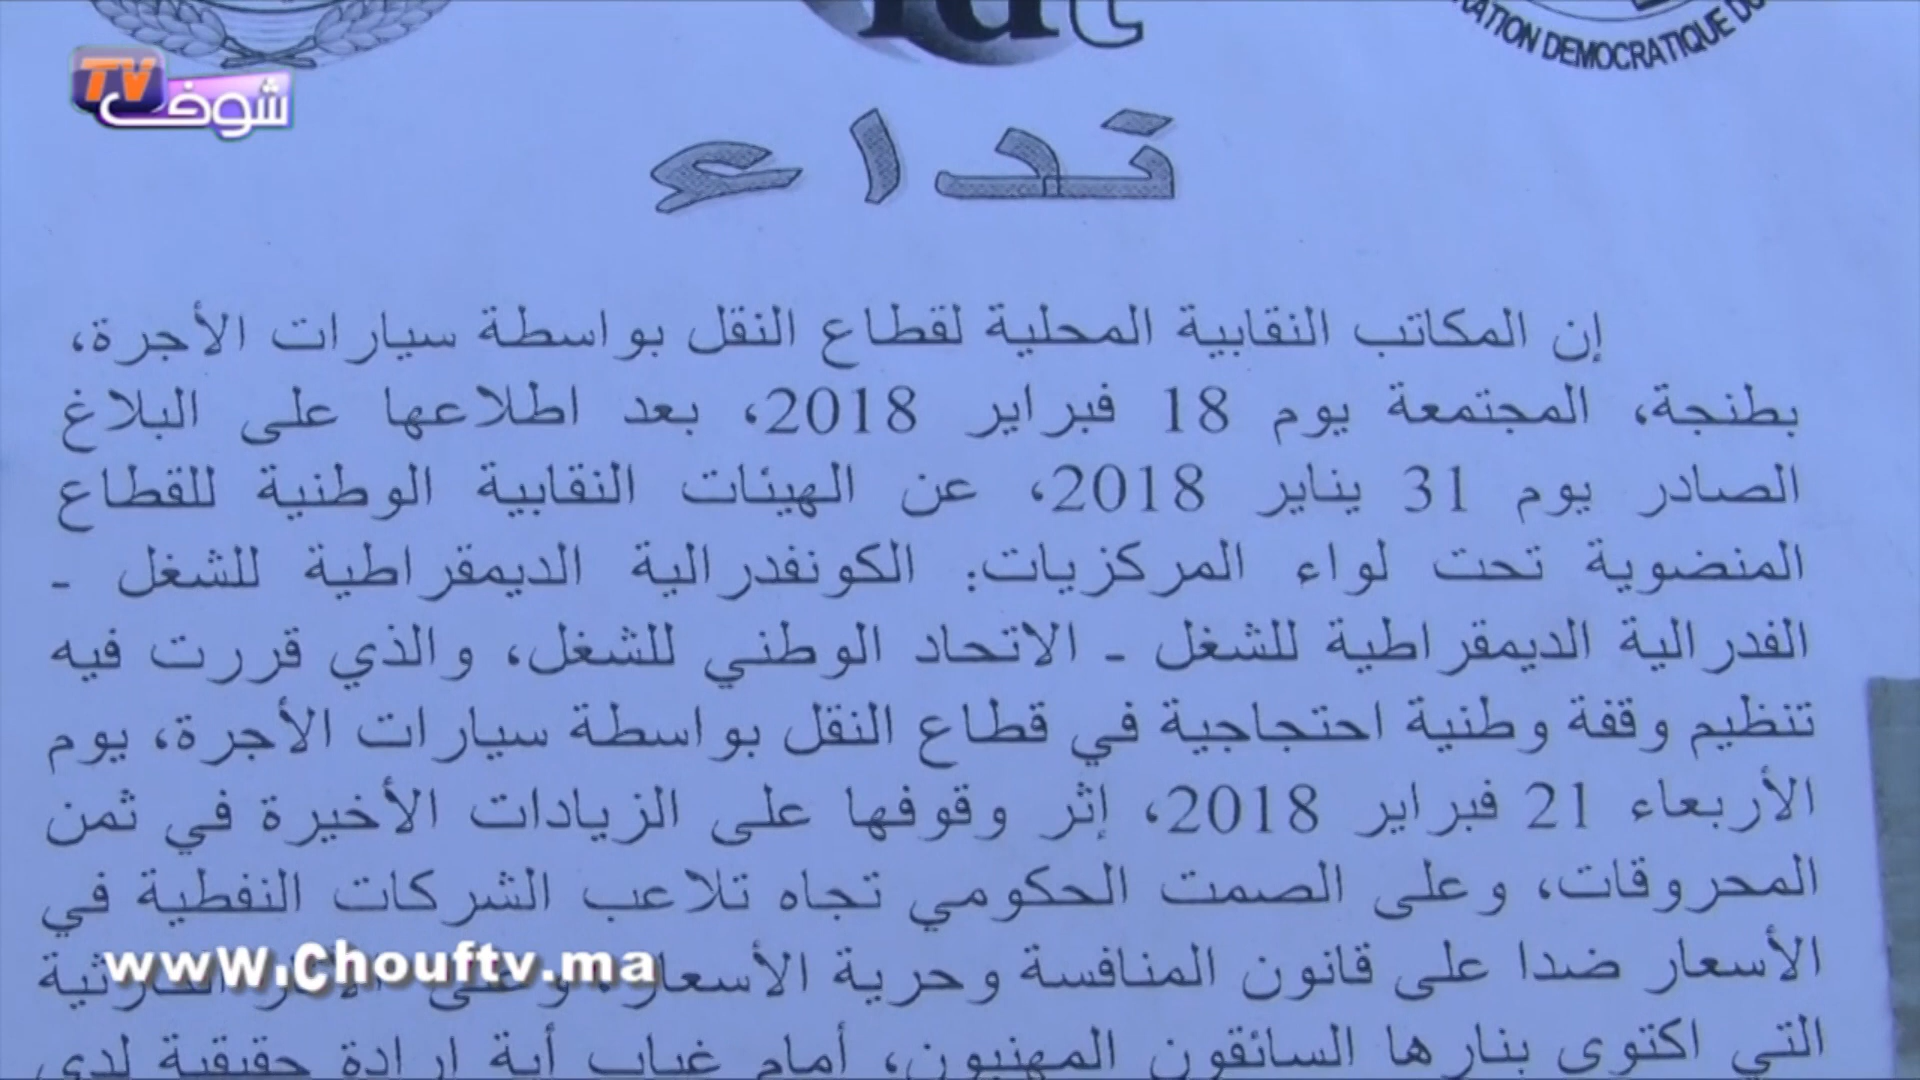 fdt
RATION DEMOCRATIQUE DU
TV شوف
نداء
إن المكاتب النقابية المحلية لقطاع النقل بواسطة سيارات الأجرة،
بطنجة، المجتمعة يوم 18 فبراير 2018، بعد اطلاعها على البلاغ
الصادر يوم 31 يناير 2018، عن الهيئات النقابية الوطنية للقطاع
المنضوية تحت لواء المركزيات: الكونفدرالية الديمقراطية للشغل -
الفدرالية الديمقراطية للشغل - الاتحاد الوطني للشغل، والذي قررت فيه
تنظيم وقفة وطنية احتجاجية في قطاع النقل بواسطة سيارات الأجرة، يوم
الأربعاء 21 فبراير 2018، إثر وقوفها على الزيادات الأخيرة في ثمن
المحروقات، وعلى الصمت الحكومي تجاه تلاعب الشركات النفطية في
الأسعار ضدا على قانون المنافسة وحرية الأسعار، وعلى
www.Chouftv.ma
التي اكتوى بنارها السائقون المهنيون، أمام غياب أية إرادة حقيقية لدى